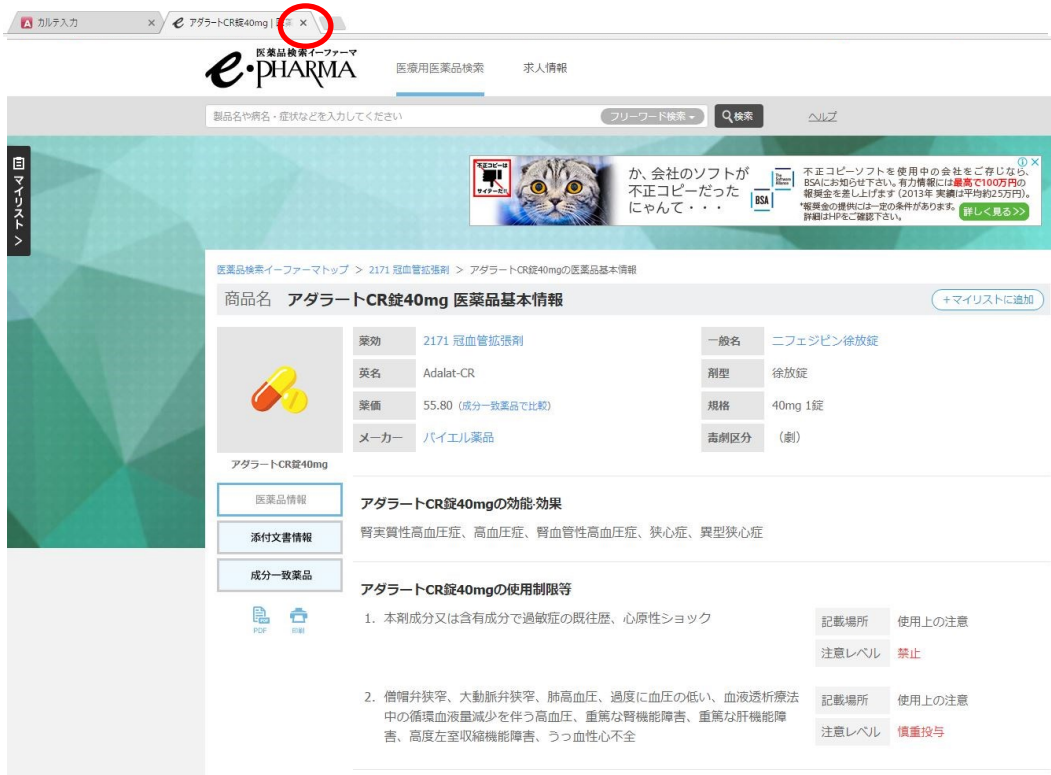 カルテ入力
アダラートCR錠40mg |
医薬品検索イーファーマ
e・PHARMA
医療用医薬品検索
求人情報
製品名や病名・症状などを入力してください
フリーワード検索
検索
ヘルプ
マイリスト >
不正コピーは
サイテーだ!!
か、会社のソフトが
不正コピーだった
にゃんて・・・
BSA
不正コピーソフトを使用中の会社をご存じなら、
BSAにお知らせ下さい。有力情報には最高で100万円の
報奨金を差し上げます(2013年 実績は平均約25万円)。
*報奨金の提供には一定の条件があります。
詳細はHPをご確認下さい。
詳しく見る>>
医薬品検索イーファーマトップ > 2171 冠血管拡張剤 > アダラートCR錠40mgの医薬品基本情報
商品名 アダラートCR錠40mg 医薬品基本情報
+マイリストに追加
薬効 2171 冠血管拡張剤
一般名 ニフェジピン徐放錠
英名 Adalat-CR
剤型 徐放錠
薬価 55.80 (成分一致薬品で比較)
規格 40mg 1錠
メーカー バイエル薬品
毒劇区分 (劇)
アダラートCR錠40mg
医薬品情報
添付文書情報
成分一致薬品
PDF
印刷
アダラートCR錠40mgの効能·効果
腎実質性高血圧症、高血圧症、腎血管性高血圧症、狭心症、異型狭心症
アダラートCR錠40mgの使用制限等
1. 本剤成分又は含有成分で過敏症の既往歴、心原性ショック
記載場所 使用上の注意
注意レベル 禁止
2. 僧帽弁狭窄、大動脈弁狭窄、肺高血圧、過度に血圧の低い、血液透析療法
中の循環血液量減少を伴う高血圧、重篤な腎機能障害、重篤な肝機能障
害、高度左室収縮機能障害、うっ血性心不全
記載場所 使用上の注意
注意レベル 慎重投与